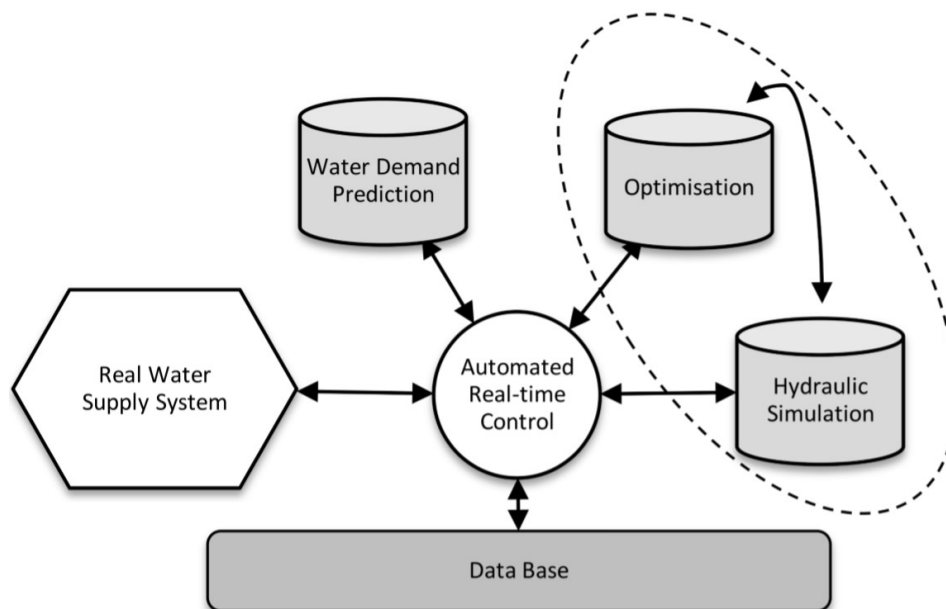 Water Demand
Prediction
Optimisation
Real Water
Supply System
Automated
Real-time
Control
Hydraulic
Simulation
Data Base